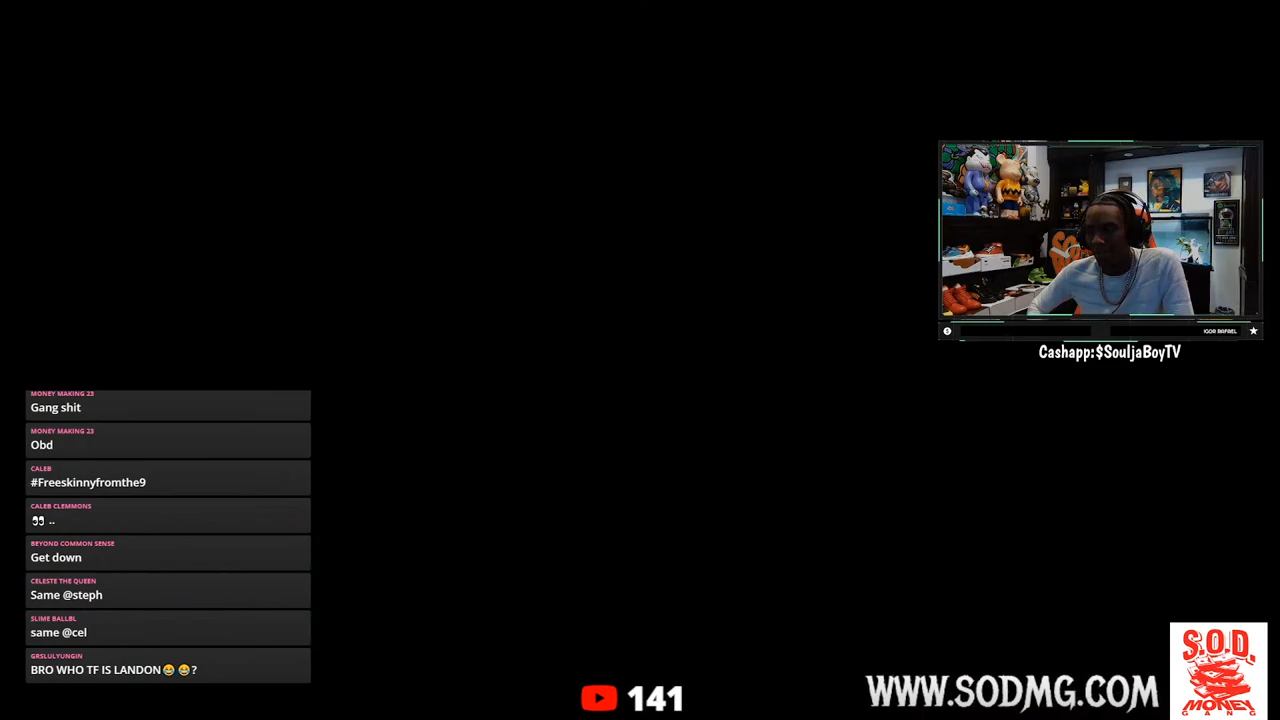 IGOR RAFAEL
Cashapp:$SouljaBoyTV
MONEY MAKING 23
Gang shit
MONEY MAKING 23
Obd
CALEB
#Freeskinnyfromthe9
CALEB CLEMMONS
👀 ..
BEYOND COMMON SENSE
Get down
CELESTE THE QUEEN
Same @steph
SLIME BALLBL
same @cel
GRSLULYUNGIN
BRO WHO TF IS LANDON😂 😂?
141
WWW.SODMG.COM
S.O.D.
MONEY
GANG